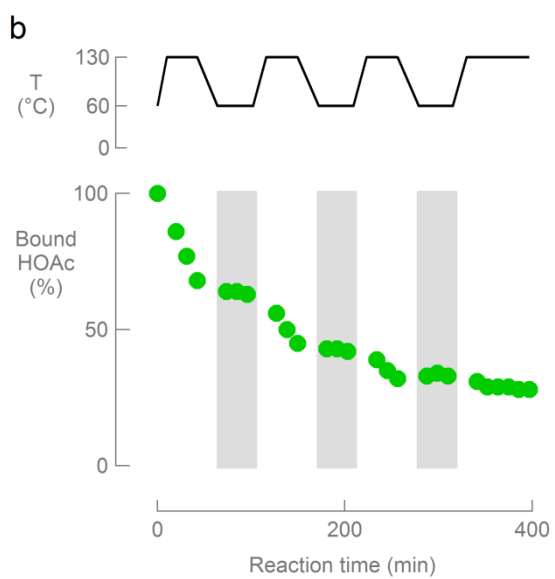 b
130
T
(°C)
60
0
100
Bound
HOAc
(%)
50
0
0 200 400
Reaction time (min)